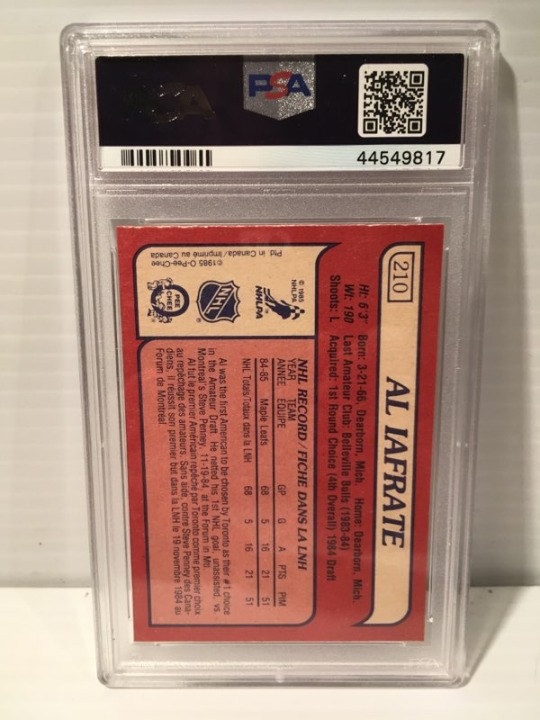 PSA
44549817
210
AL IAFRATE
Ht: 6'3" Born: 3-21-66, Dearborn, Mich. Home: Dearborn, Mich.
Wt: 190 Last Amateur Club: Belleville Bulls (1983-84)
Shoots: L Acquired: 1st Round Choice (4th Overall) 1984 Draft
© 1985
NHLPA
NHLPA
NHL
O
PEE
CHEE
©1985 O-Pee-Chee
Ptd. in Canada/Imprimé au Canada
NHL RECORD/FICHE DANS LA LNH
YEAR TEAM
ANNÉE ÉQUIPE GP G A PTS PIM
84-85 Maple Leafs 68 5 16 21 51
NHL Totals/Totaux dans la LNH 68 5 16 21 51
Al was the first American to be chosen by Toronto as their #1 choice
in the Amateur Draft. He netted his 1st NHL goal, unassisted, vs.
Montreal's Steve Penney, 11-19-84, at the Forum in Mtl.
Al fut le premier Américain repêché par Toronto comme premier choix
au repêchage des amateurs. Sans aide, contre Steve Penney des Cana-
diens, il réussit son premier but dans la LNH le 19 novembre 1984 au
Forum de Montréal.